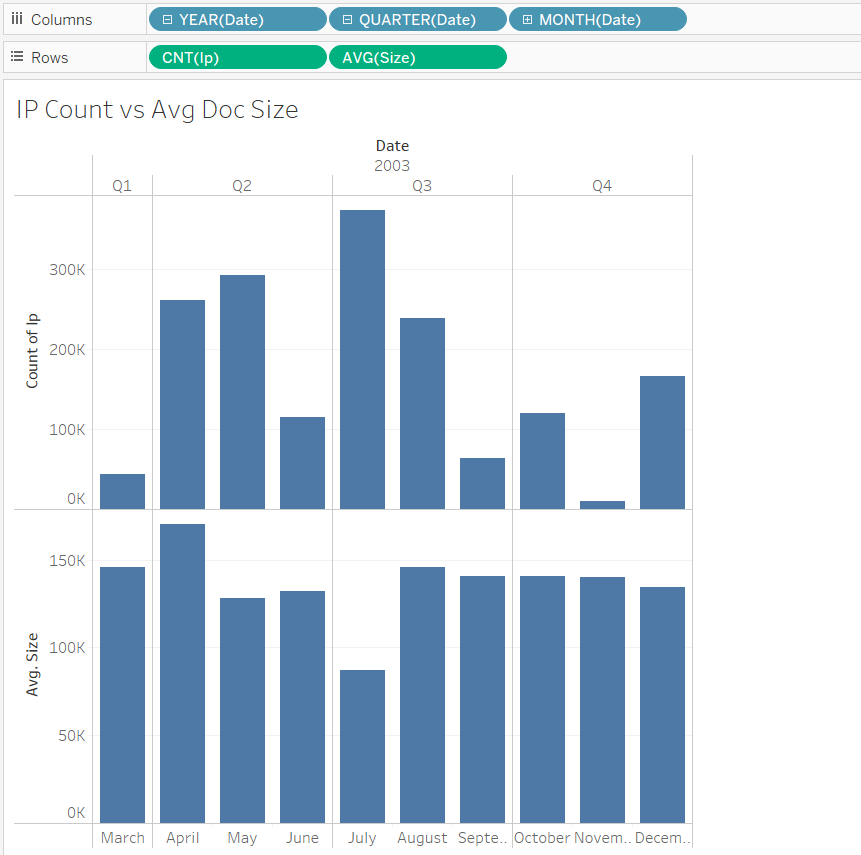 Columns YEAR(Date) QUARTER(Date) MONTH(Date)
Rows CNT(Ip) AVG(Size)
IP Count vs Avg Doc Size
Date
2003
Q1 Q2 Q3 Q4
Count of Ip
300K
200K
100K
0K
Avg. Size
150K
100K
50K
0K
March April May June July August Septe.. October Novem.. Decem..